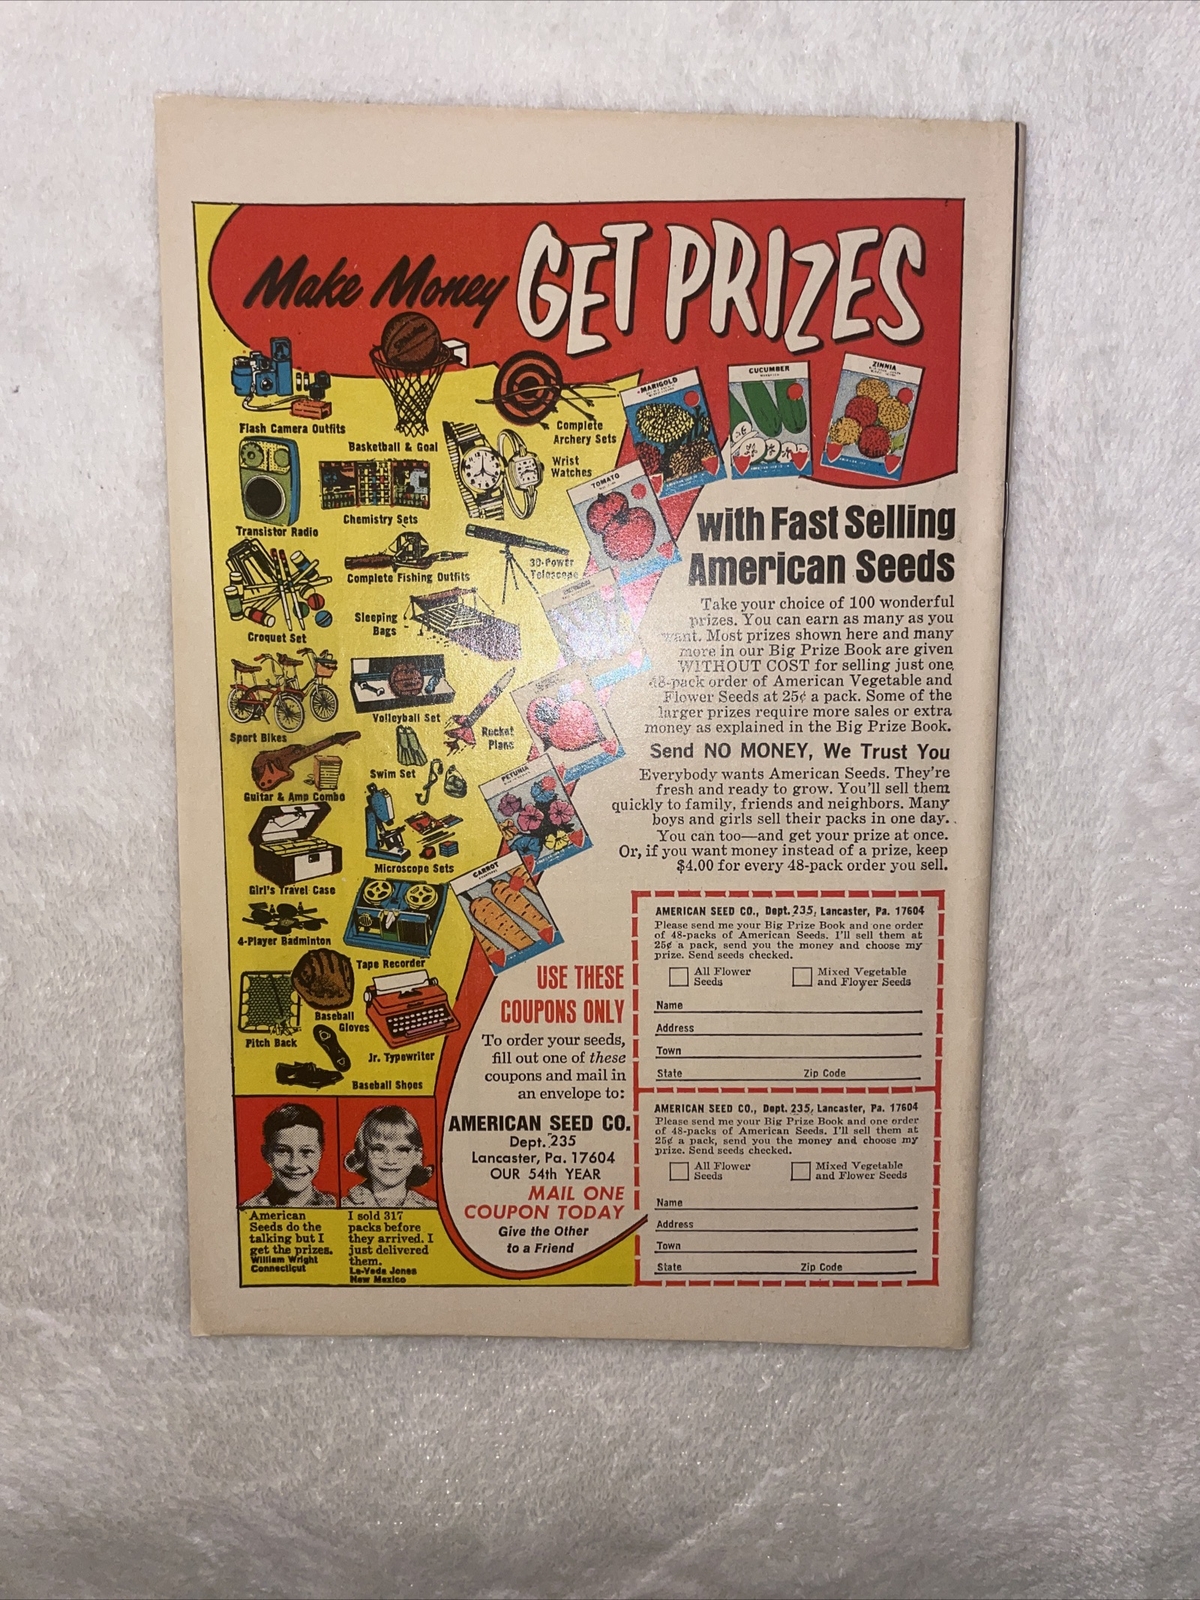 Make Money GET PRIZES
Flash Camera Outfits
Basketball & Goal
Complete
Archery Sets
Wrist
Watches
Transistor Radio
Chemistry Sets
Complete Fishing Outfits
30-Power
Telescope
Croquet Set
Sleeping
Bags
Sport Bikes
Volleyball Set
Rocket
Plane
Swim Set
Guitar & Amp Combo
Girl's Travel Case
Microscope Sets
4-Player Badminton
Tape Recorder
Pitch Back
Baseball
Gloves
Jr. Typewriter
Baseball Shoes
MARIGOLD
CUCUMBER
ZINNIA
TOMATO
PETUNIA
CARROT
with Fast Selling
American Seeds
Take your choice of 100 wonderful
prizes. You can earn as many as you
want. Most prizes shown here and many
more in our Big Prize Book are given
WITHOUT COST for selling just one
48-pack order of American Vegetable and
Flower Seeds at 25¢ a pack. Some of the
larger prizes require more sales or extra
money as explained in the Big Prize Book.
Send NO MONEY, We Trust You
Everybody wants American Seeds. They're
fresh and ready to grow. You'll sell them
quickly to family, friends and neighbors. Many
boys and girls sell their packs in one day.
You can too—and get your prize at once.
Or, if you want money instead of a prize, keep
$4.00 for every 48-pack order you sell.
USE THESE
COUPONS ONLY
To order your seeds,
fill out one of these
coupons and mail in
an envelope to:
AMERICAN SEED CO.
Dept. 235
Lancaster, Pa. 17604
OUR 54th YEAR
MAIL ONE
COUPON TODAY
Give the Other
to a Friend
AMERICAN SEED CO., Dept. 235, Lancaster, Pa. 17604
Please send me your Big Prize Book and one order
of 48-packs of American Seeds. I'll sell them at
25¢ a pack, send you the money and choose my
prize. Send seeds checked.
All Flower
Seeds
Mixed Vegetable
and Flower Seeds
Name
Address
Town
State Zip Code
AMERICAN SEED CO., Dept. 235, Lancaster, Pa. 17604
Please send me your Big Prize Book and one order
of 48-packs of American Seeds. I'll sell them at
25¢ a pack, send you the money and choose my
prize. Send seeds checked.
All Flower
Seeds
Mixed Vegetable
and Flower Seeds
Name
Address
Town
State Zip Code
American
Seeds do the
talking but I
get the prizes.
William Wright
Connecticut
I sold 317
packs before
they arrived. I
just delivered
them.
La-Veda Jones
New Mexico